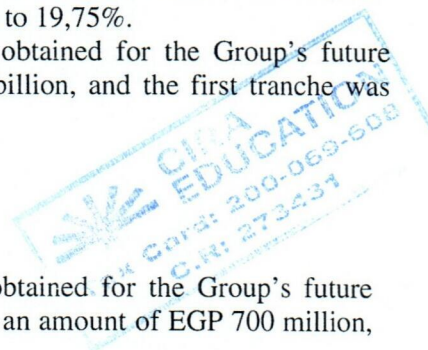 to 19,75%.
obtained for the Group's future
billion, and the first tranche was
CIRA
EDUCATION
Card: 200-069-608
C.R: 273431
obtained for the Group's future
an amount of EGP 700 million,